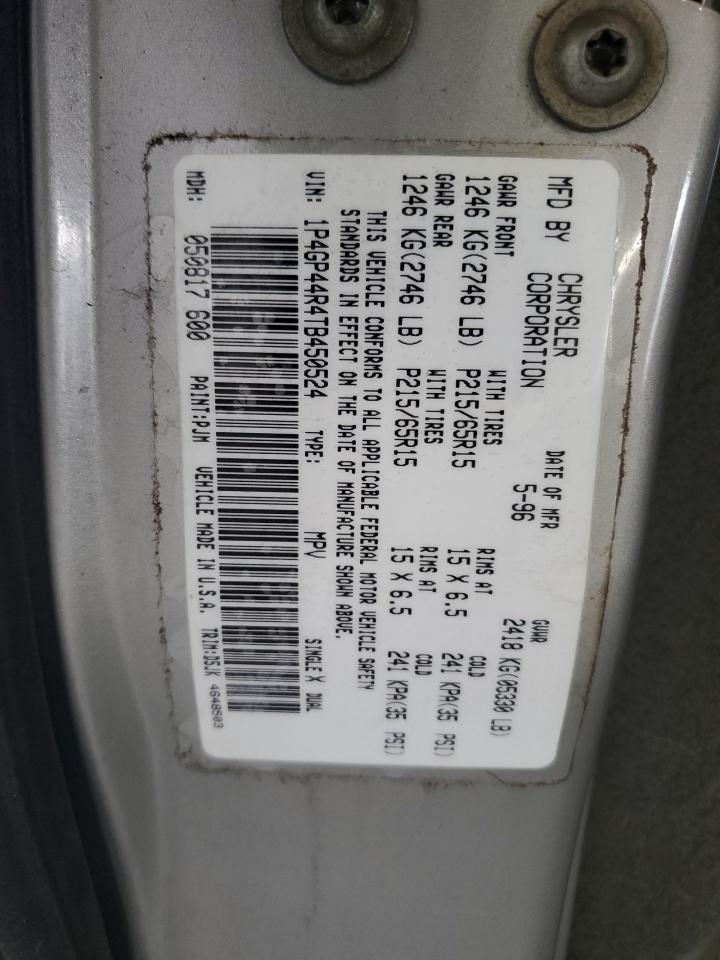 MFD BY CHRYSLER CORPORATION DATE OF MFR 5-96 GVWR 2418 KG(05330 LB)
GAWR FRONT WITH TIRES RIMS AT COLD
1246 KG(2746 LB) P215/65R15 15 X 6.5 241 KPA(35 PSI)
GAWR REAR WITH TIRES RIMS AT COLD
1246 KG(2746 LB) P215/65R15 15 X 6.5 241 KPA(35 PSI)
THIS VEHICLE CONFORMS TO ALL APPLICABLE FEDERAL MOTOR VEHICLE SAFETY
STANDARDS IN EFFECT ON THE DATE OF MANUFACTURE SHOWN ABOVE.
VIN: 1P4GP44R4TB450524 TYPE: MPV SINGLE X DUAL
MDH: 050817 600 PAINT:PJM VEHICLE MADE IN U.S.A. TRIM:D5JK 4648503